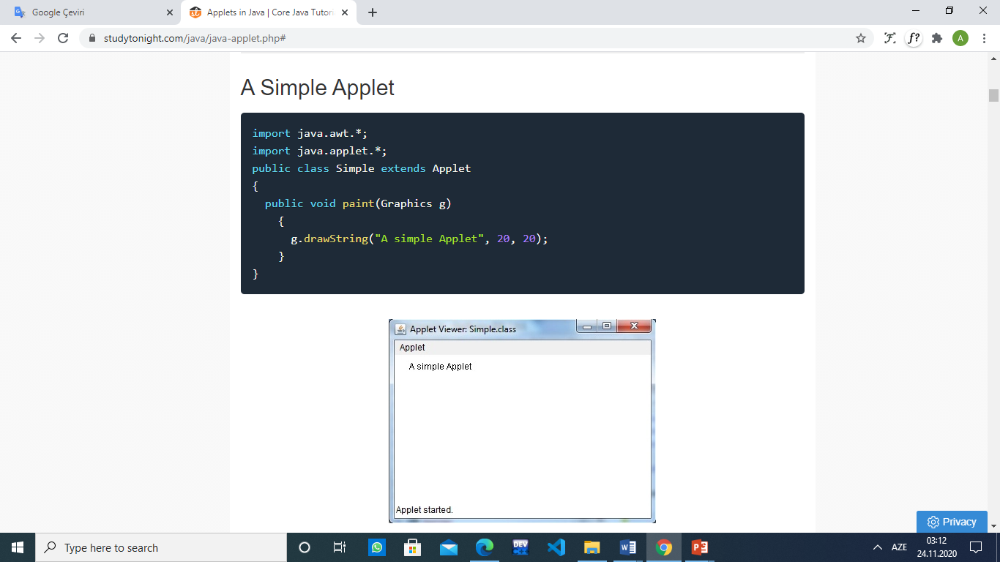 Google Çeviri
Applets in Java | Core Java Tutori
studytonight.com/java/java-applet.php#
f?
A
A Simple Applet
import java.awt.*;
import java.applet.*;
public class Simple extends Applet
{
public void paint(Graphics g)
{
g.drawString("A simple Applet", 20, 20);
}
}
Applet Viewer: Simple.class
Applet
A simple Applet
Applet started.
Privacy
Type here to search
DEV
AZE
03:12
24.11.2020